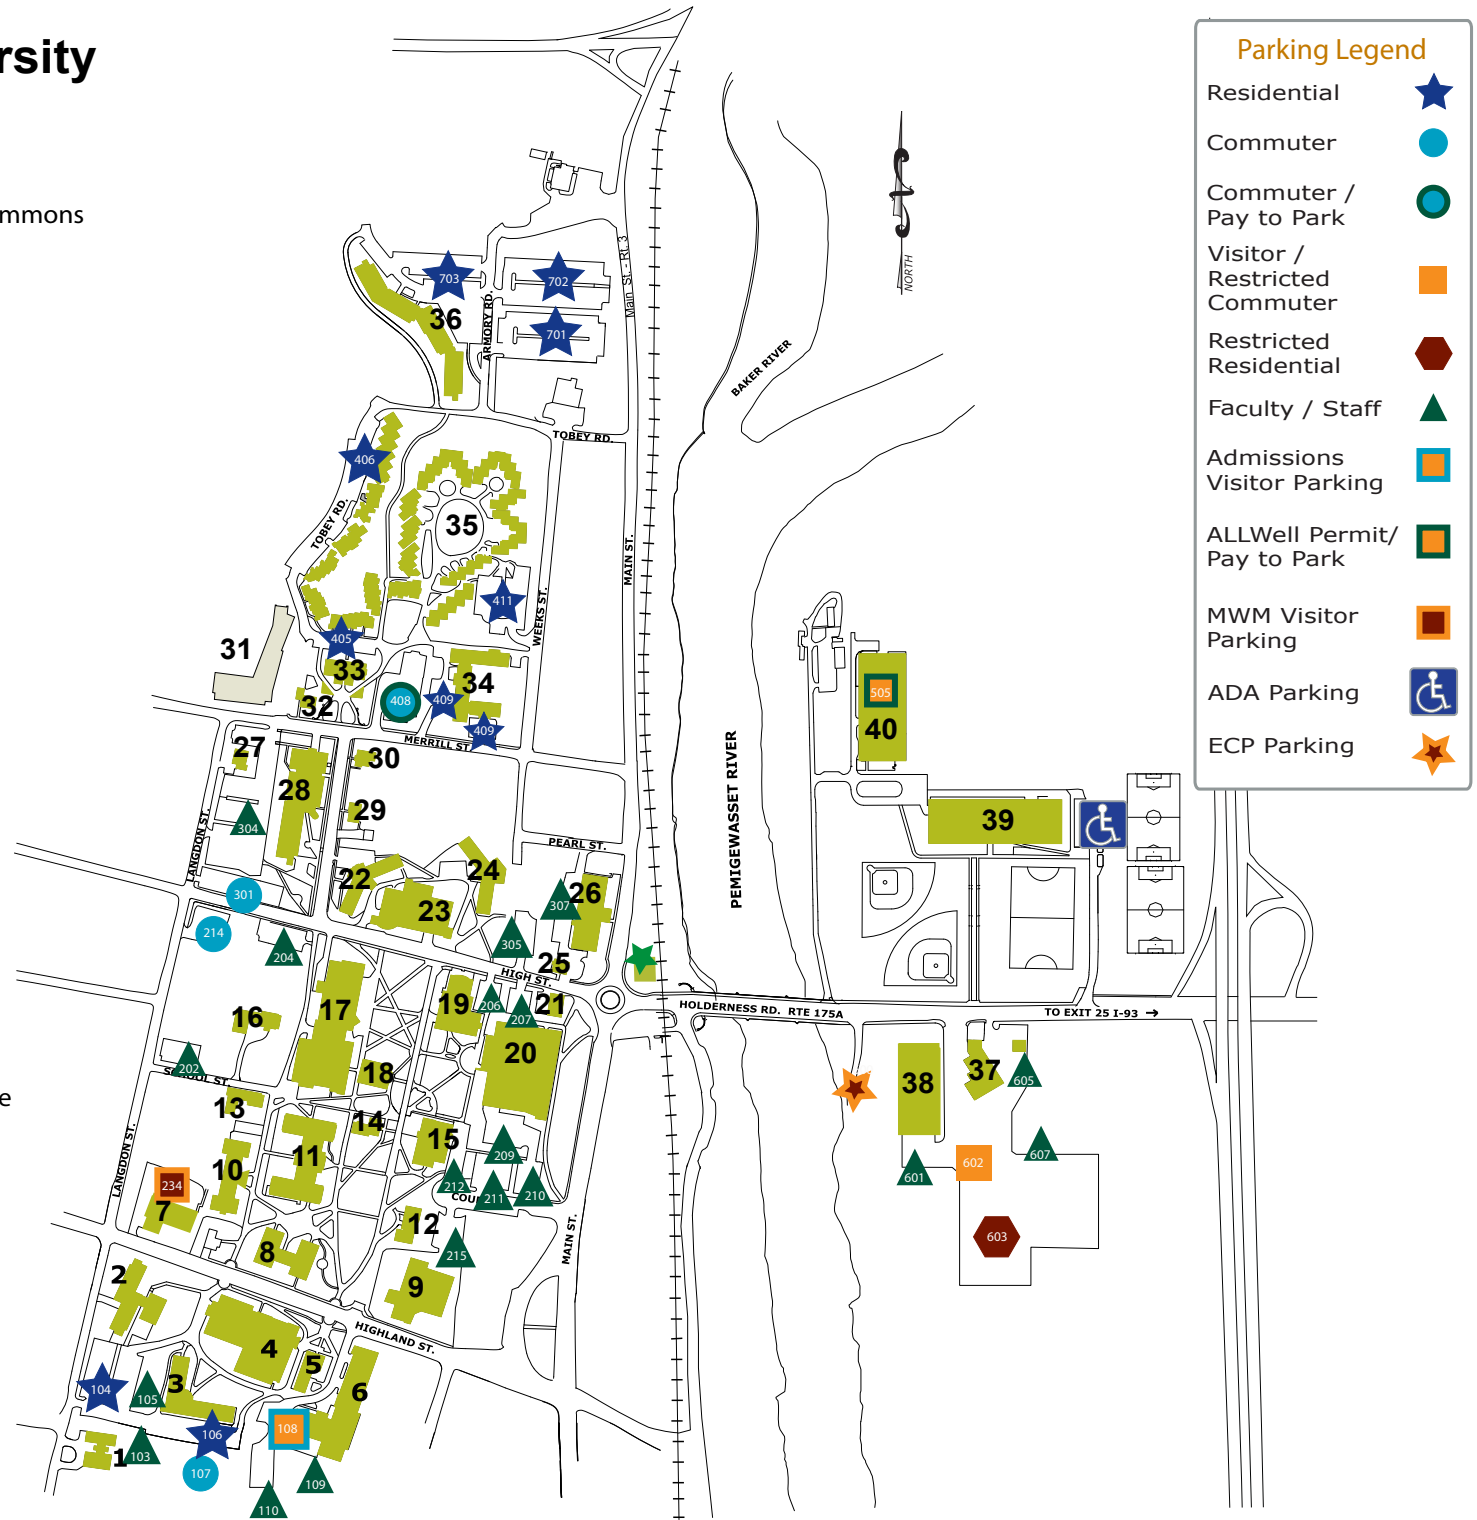 rsity
mmons
e
Parking Legend
Residential
Commuter
Commuter /
Pay to Park
Visitor /
Restricted
Commuter
Restricted
Residential
Faculty / Staff
Admissions
Visitor Parking
ALLWell Permit/
Pay to Park
MWM Visitor
Parking
ADA Parking
ECP Parking
NORTH
Main St. - Rt. 3
703
702
36
ARMORY RD.
701
BAKER RIVER
TOBEY RD.
406
TOBEY RD.
35
MAIN ST.
411
WEEKS ST.
405
31
33
34
32
408
409
409
MERRILL ST
505
40
27
30
28
29
304
LANGDON ST.
PEMIGEWASSET RIVER
39
PEARL ST.
22
24
23
26
307
301
214
204
305
25
HIGH ST.
17
19
206
207
21
HOLDERNESS RD. RTE 175A
TO EXIT 25 I-93
16
20
202
SCHOOL ST.
18
38
37
605
13
14
15
11
10
209
212
211
210
COU
LANGDON ST.
234
7
601
602
607
603
12
215
MAIN ST.
8
9
2
HIGHLAND ST.
4
5
6
3
104
105
106
108
1
103
107
109
110